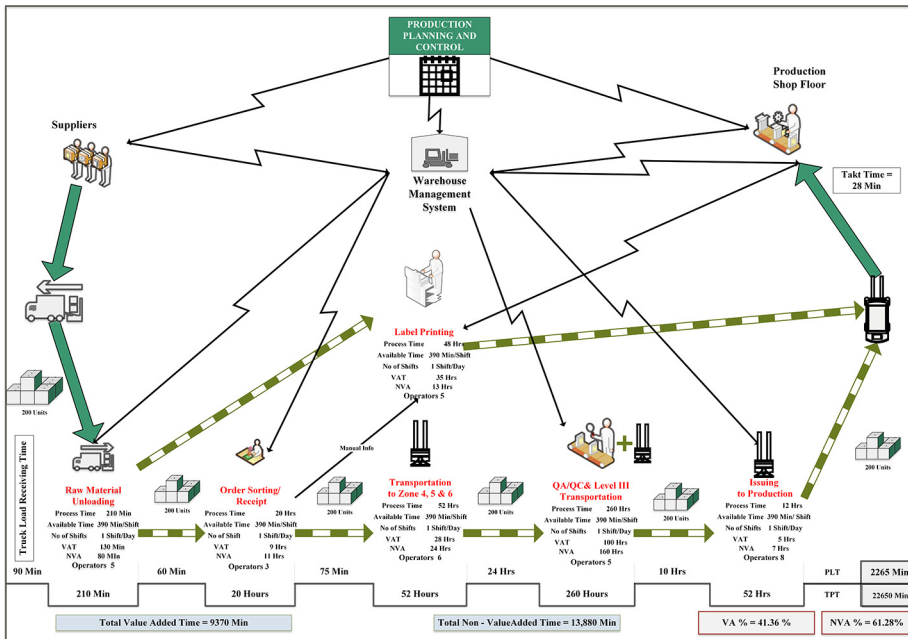 PRODUCTION
PLANNING AND
CONTROL
Production
Shop Floor
Suppliers
Warehouse
Management
System
Takt Time =
28 Min
Label Printing
Process Time 48 Hrs
Available Time 390 Min/Shift
No of Shifts 1 Shift/Day
VAT 35 Hrs
NVA 13 Hrs
Operators 5
200 Units
Manual Info
Truck Load Receiving Time
Raw Material
Unloading
Process Time 210 Min
Available Time 390 Min/Shift
No of Shifts 1 Shift/Day
VAT 130 Min
NVA 80 MIn
Operators 5
200 Units
Order Sorting/
Receipt
Process Time 20 Hrs
Available Time 390 Min/Shift
No of Shift 1 Shift/Day
VAT 9 Hrs
NVA 11 Hrs
Operators 3
200 Units
Transportation
to Zone 4, 5 & 6
Process Time 52 Hrs
Available Time 390 Min/Shift
No of Shifts 1 Shift/Day
VAT 28 Hrs
NVA 24 Hrs
Operators 6
200 Units
QA/QC& Level III
Transportation
Process Time 260 Hrs
Available Time 390 Min/Shift
No of Shifts 1 Shift/Day
VAT 100 Hrs
NVA 160 Hrs
Operators 5
200 Units
Issuing
to Production
Process Time 12 Hrs
Available Time 390 Min/ Shift
No of Shifts 1 Shift/Day
VAT 5 Hrs
NVA 7 Hrs
Operators 8
200 Units
90 Min 60 Min 75 Min 24 Hrs 10 Hrs PLT 2265 Min
210 Min 20 Hours 52 Hours 260 Hours 52 Hrs TPT 22650 Min
Total Value Added Time = 9370 Min
Total Non - ValueAdded Time = 13,880 Min
VA % = 41.36 %
NVA % = 61.28%